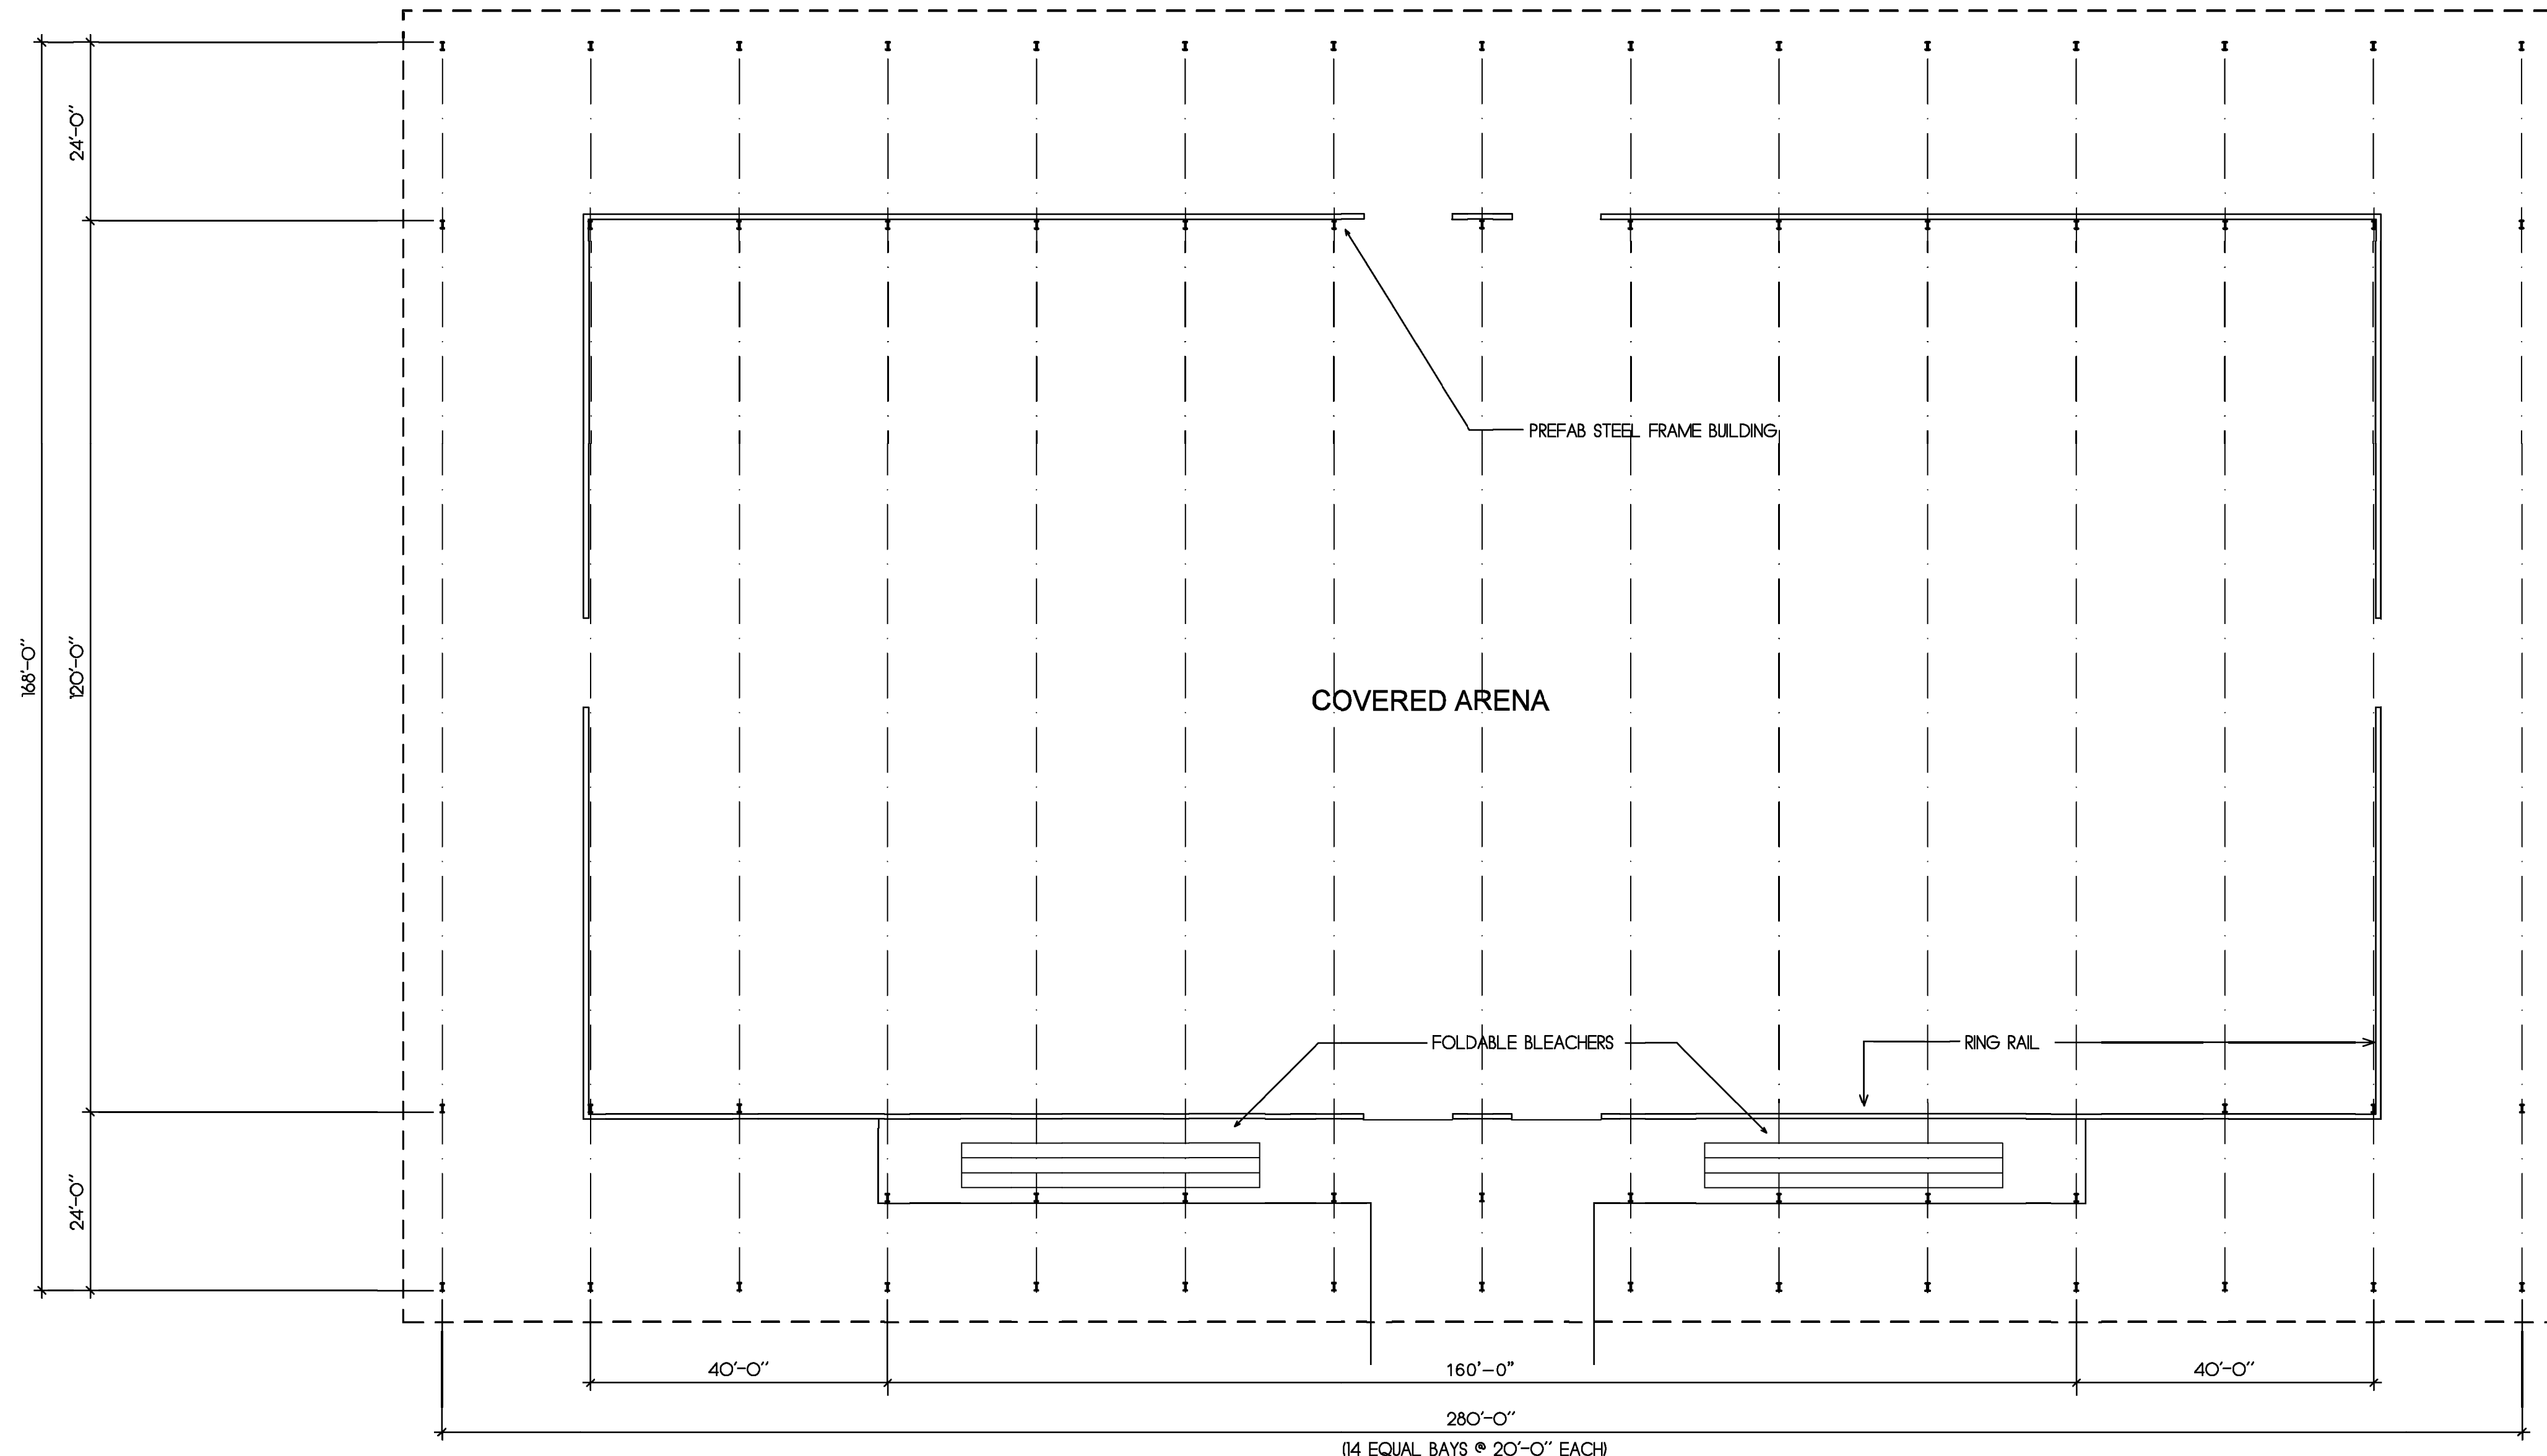 24'-0"
PREFAB STEEL FRAME BUILDING
168'-0"
120'-0"
COVERED ARENA
FOLDABLE BLEACHERS
RING RAIL
24'-0"
40'-0"
160'-0"
40'-0"
280'-0"
(14 EQUAL BAYS @ 20'-0" EACH)